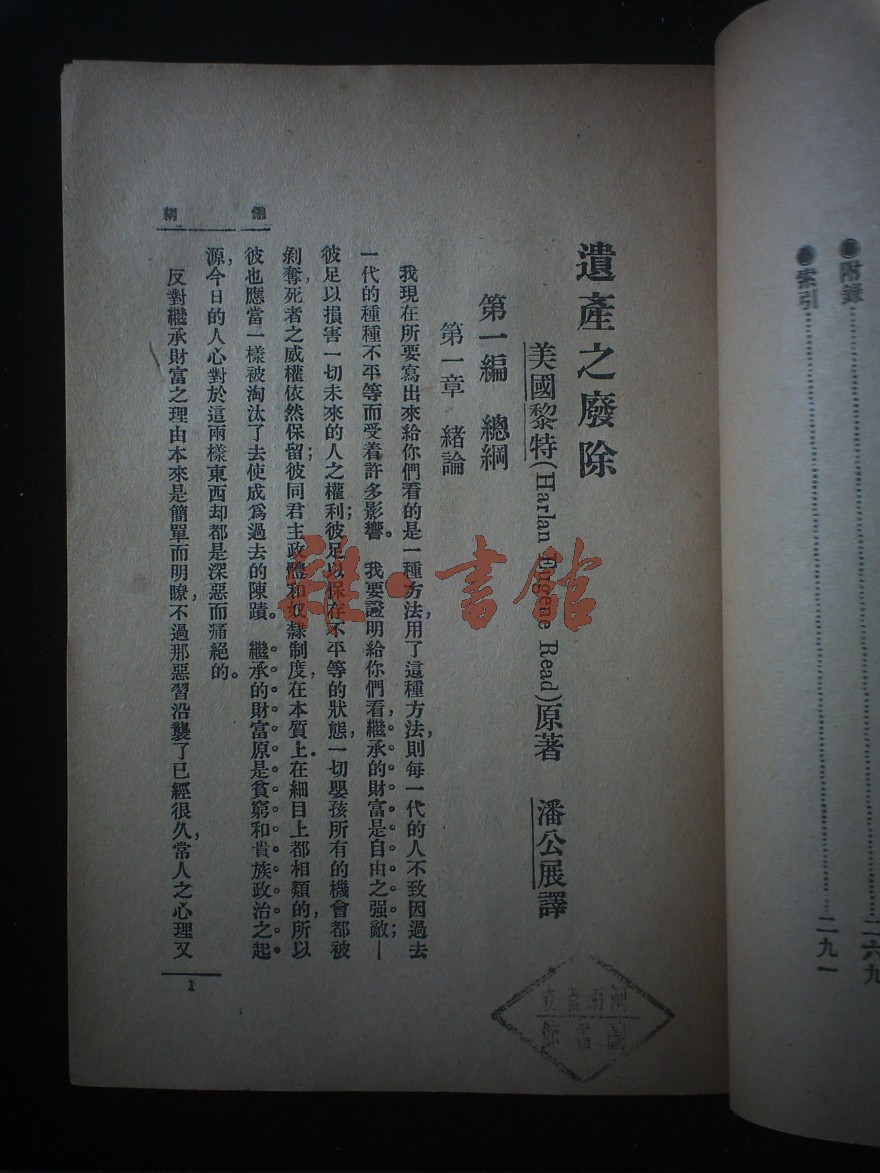 ●附錄……二六九
●索引……二九一
遺產之廢除
美國黎特(Harlan Eugene Read)原著　潘公展譯
第一編　總綱
第一章　緒論
我現在所要寫出來給你們看的是一種方法，用了這種方法，則每一代的人不致因過去
一代的種種不平等而受着許多影響。我要證明給你們看，繼承的財富是自由之强敵；—
彼足以損害一切未來的人之權利；彼足以保存不平等的狀態，一切嬰孩所有的機會都被
剝奪，死者之威權依然保留；彼同君主政體和奴隸制度，在本質上。在細目上都相類的，所以
彼也應當一樣被淘汰了去使成爲過去的陳蹟。繼承的財富原是貧窮和貴族政治之起
源，今日的人心對於這兩樣東西却都是深惡而痛絕的。
反對繼承財富之理由本來是簡單而明瞭，不過那惡習沿襲了已經很久，常人之心理又
總綱
1
河南省立
圖書館
雅·書館